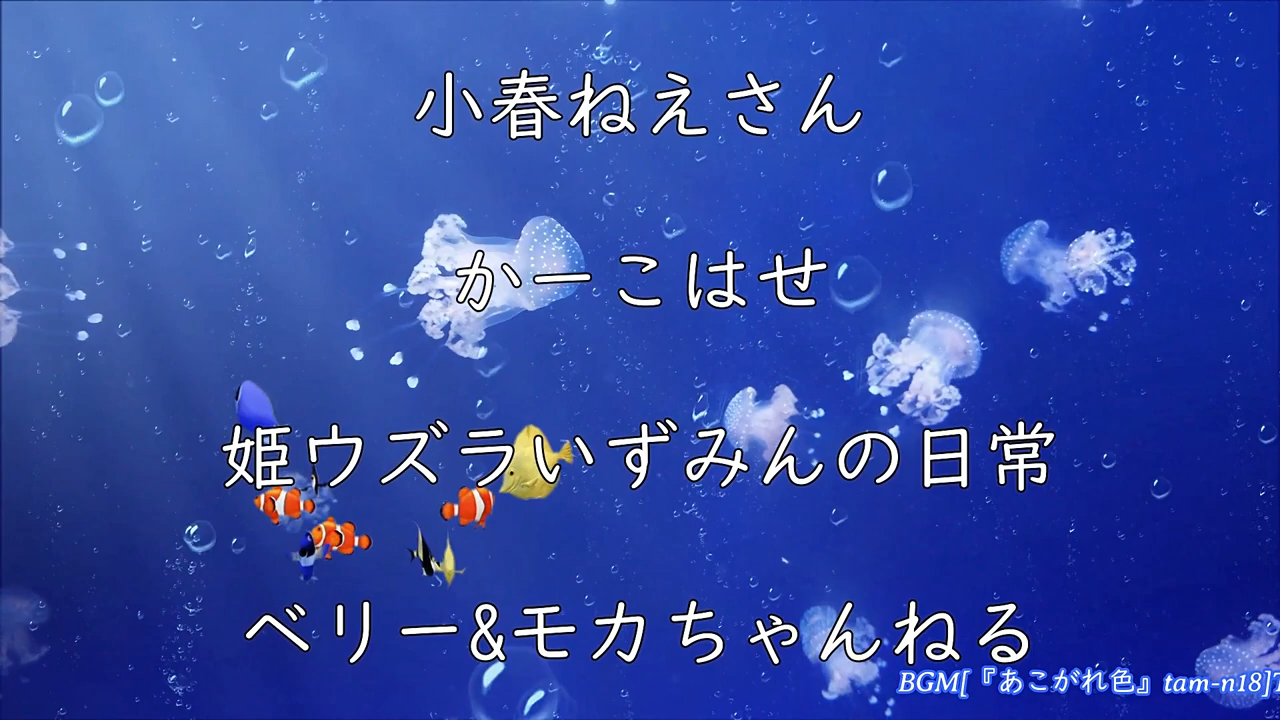 小春ねえさん
かーこはせ
姫ウズラいずみんの日常
ベリー&モカちゃんねる
BGM[『あこがれ色』tam-n18]T